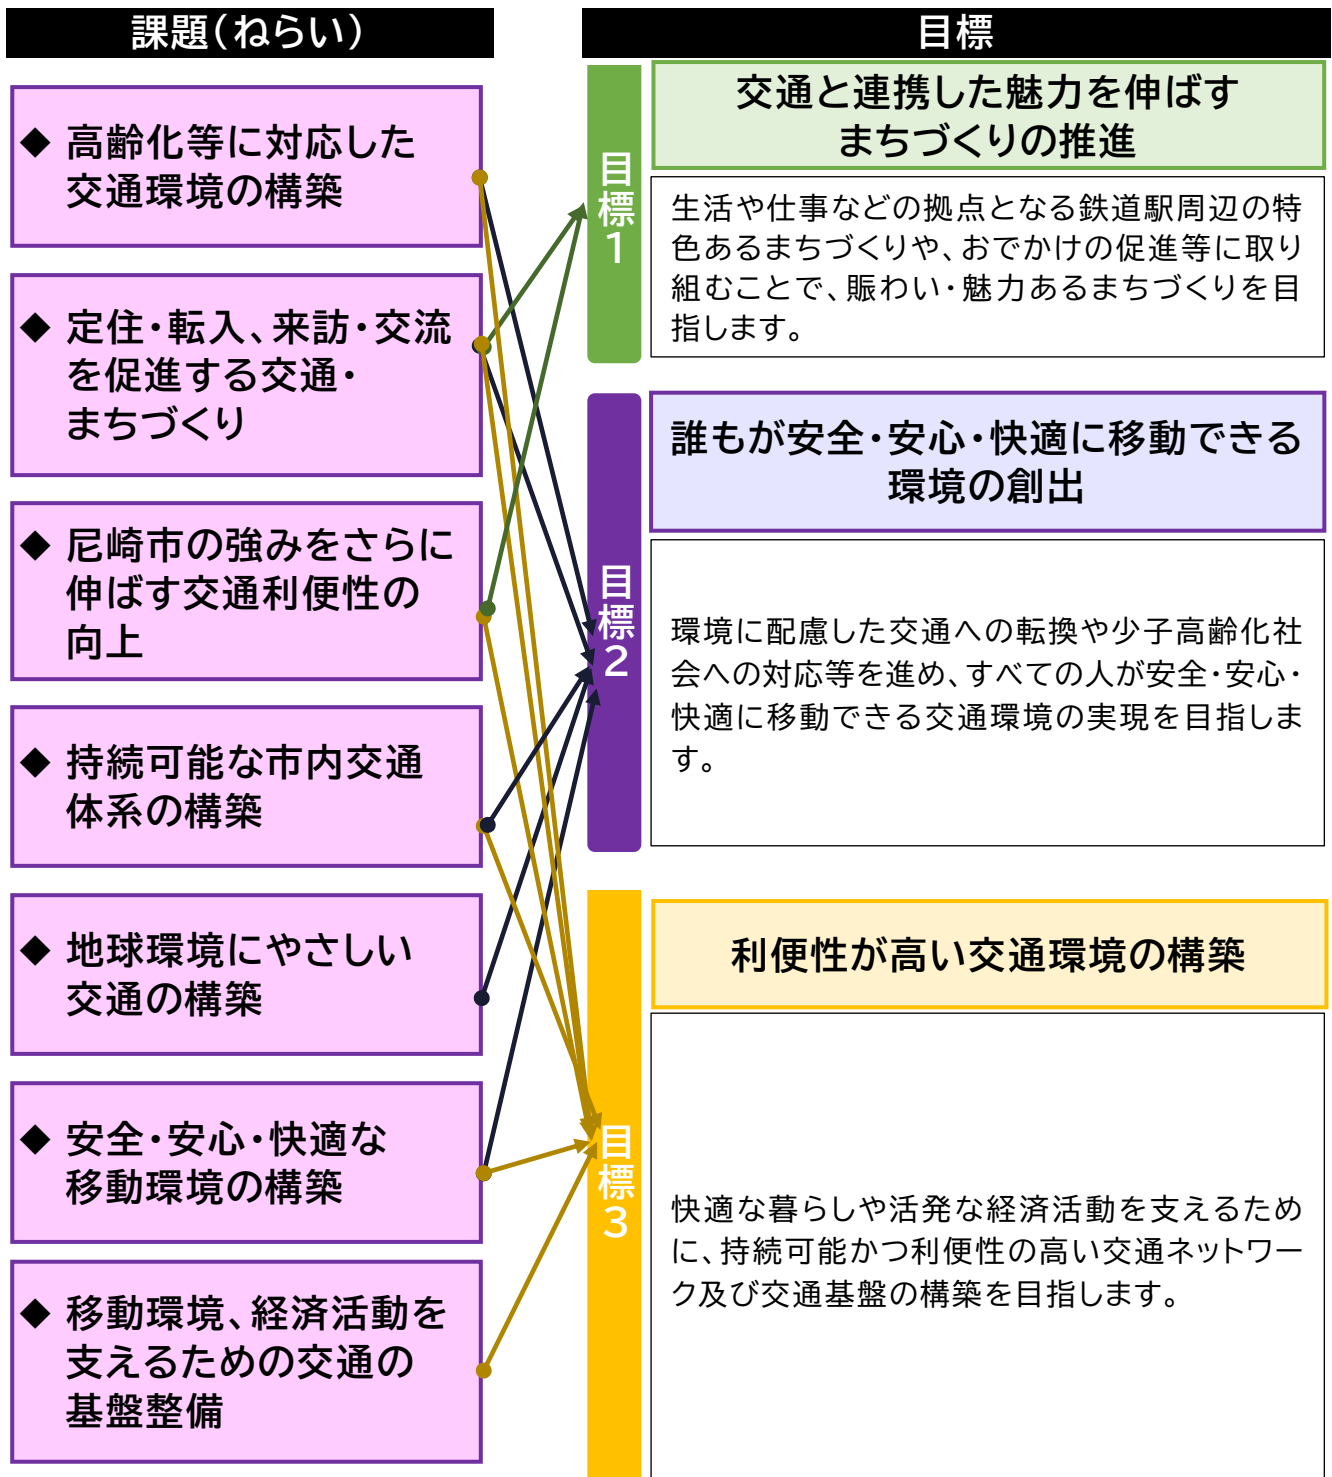 課題（ねらい）
◆ 高齢化等に対応した
交通環境の構築
◆ 定住・転入、来訪・交流
を促進する交通・
まちづくり
◆ 尼崎市の強みをさらに
伸ばす交通利便性の
向上
◆ 持続可能な市内交通
体系の構築
◆ 地球環境にやさしい
交通の構築
◆ 安全・安心・快適な
移動環境の構築
◆ 移動環境、経済活動を
支えるための交通の
基盤整備
目標
目標1
交通と連携した魅力を伸ばす
まちづくりの推進
生活や仕事などの拠点となる鉄道駅周辺の特
色あるまちづくりや、おでかけの促進等に取り
組むことで、賑わい・魅力あるまちづくりを目
指します。
目標2
誰もが安全・安心・快適に移動できる
環境の創出
環境に配慮した交通への転換や少子高齢化社
会への対応等を進め、すべての人が安全・安心・
快適に移動できる交通環境の実現を目指しま
す。
目標3
利便性が高い交通環境の構築
快適な暮らしや活発な経済活動を支えるため
に、持続可能かつ利便性の高い交通ネットワー
ク及び交通基盤の構築を目指します。